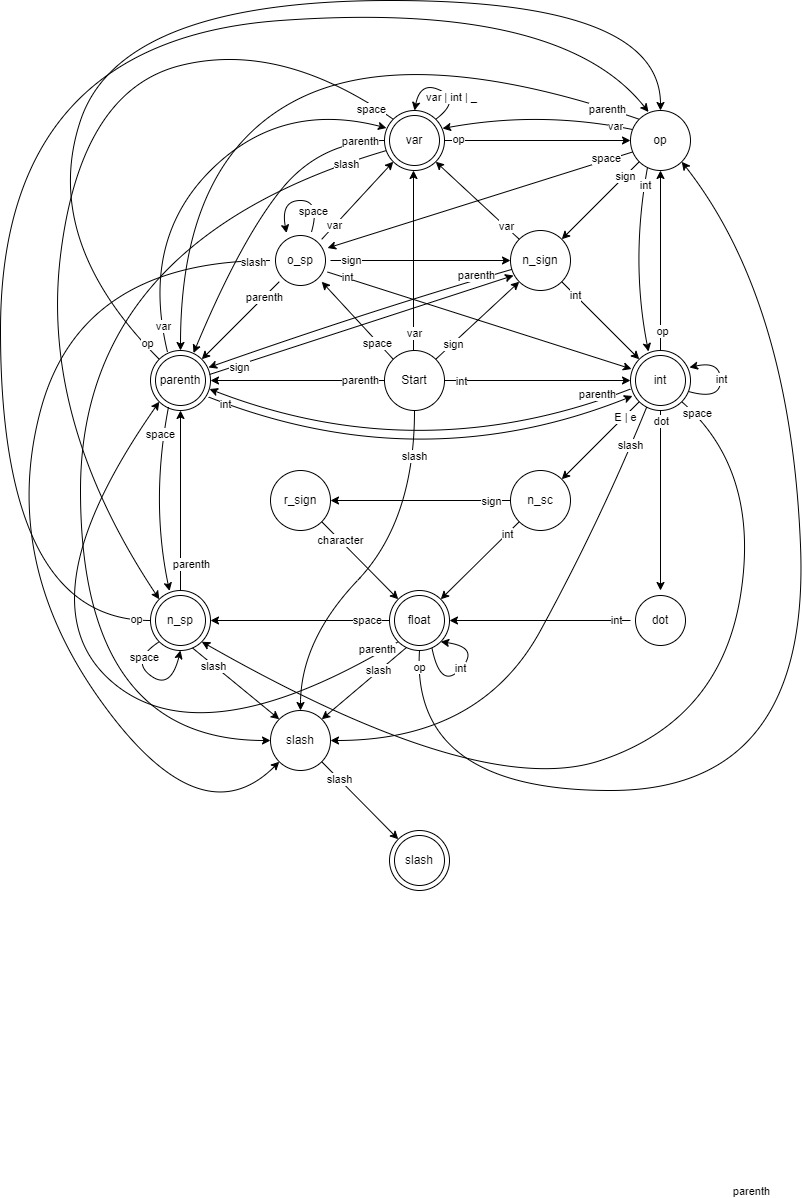 var | int | _
space
parenth
var
parenth
var
op
op
slash
space
sign
int
space
var
var
slash
o_sp
sign
n_sign
int
parenth
parenth
int
var
var
op
op
space
sign
sign
parenth
parenth
Start
int
int
int
int
parenth
E | e
space
dot
space
slash
slash
r_sign
sign
n_sc
int
character
parenth
op
n_sp
space
float
int
dot
space
slash
parenth
slash
op
int
slash
slash
slash
parenth